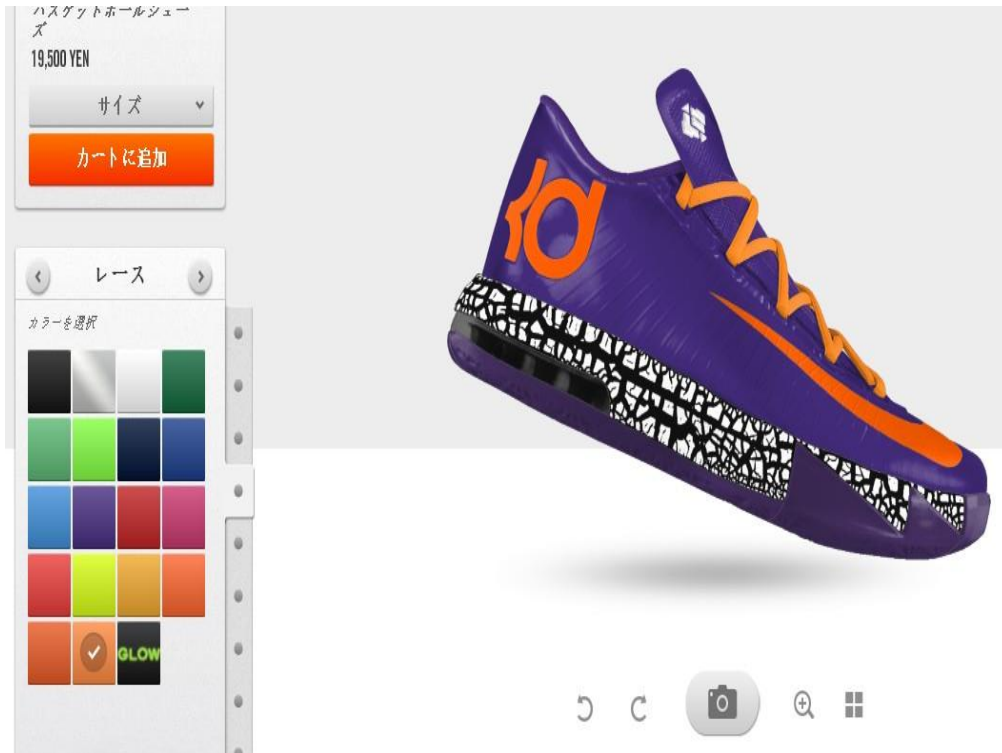 バスケットボールシュー
ズ
19,500 YEN
サイズ
カートに追加
レース
カラーを選択
GLOW